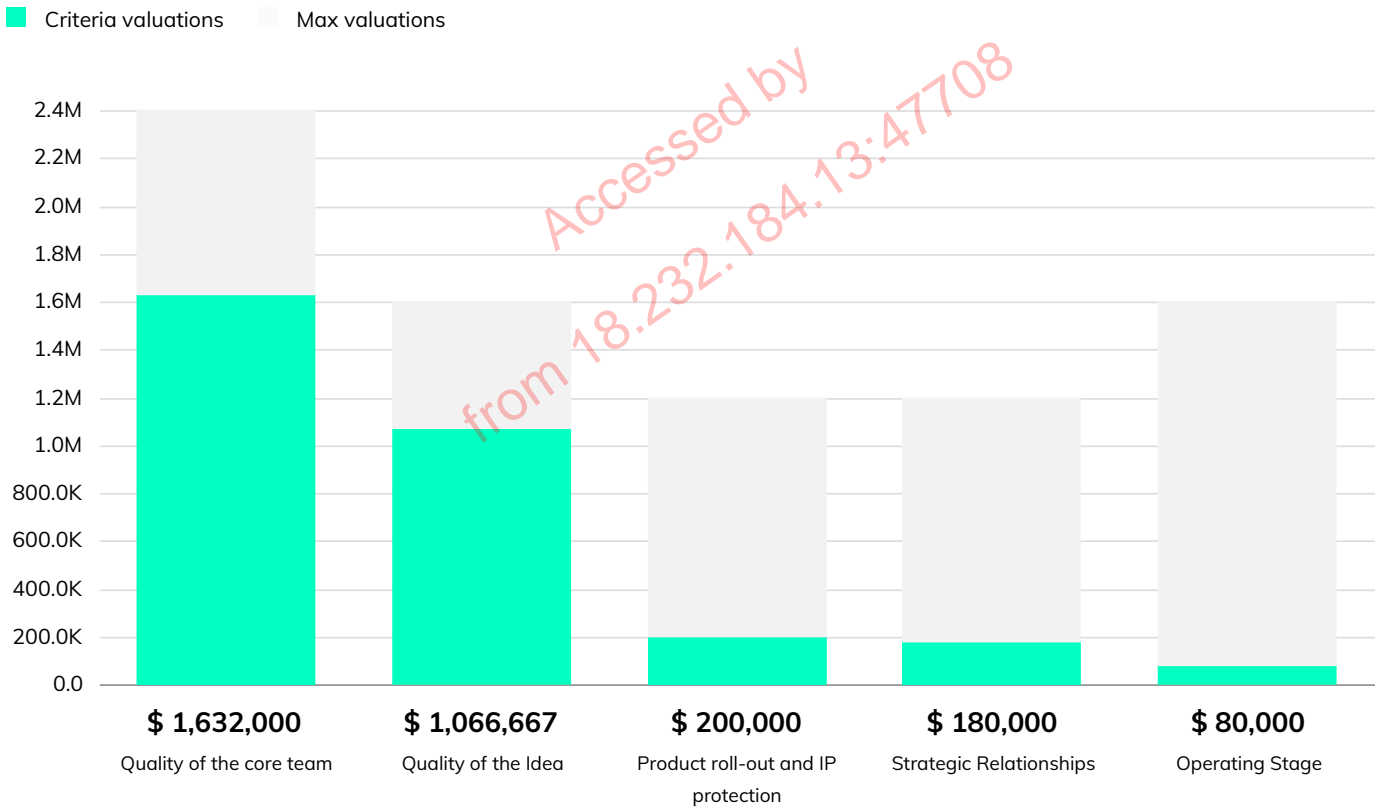 Criteria valuations Max valuations
Accessed by
from 18.232.184.13:47708
2.4M
2.2M
2.0M
1.8M
1.6M
1.4M
1.2M
1.0M
800.0K
600.0K
400.0K
200.0K
0.0
$ 1,632,000 $ 1,066,667 $ 200,000 $ 180,000 $ 80,000
Quality of the core team Quality of the Idea Product roll-out and IP Strategic Relationships Operating Stage
protection